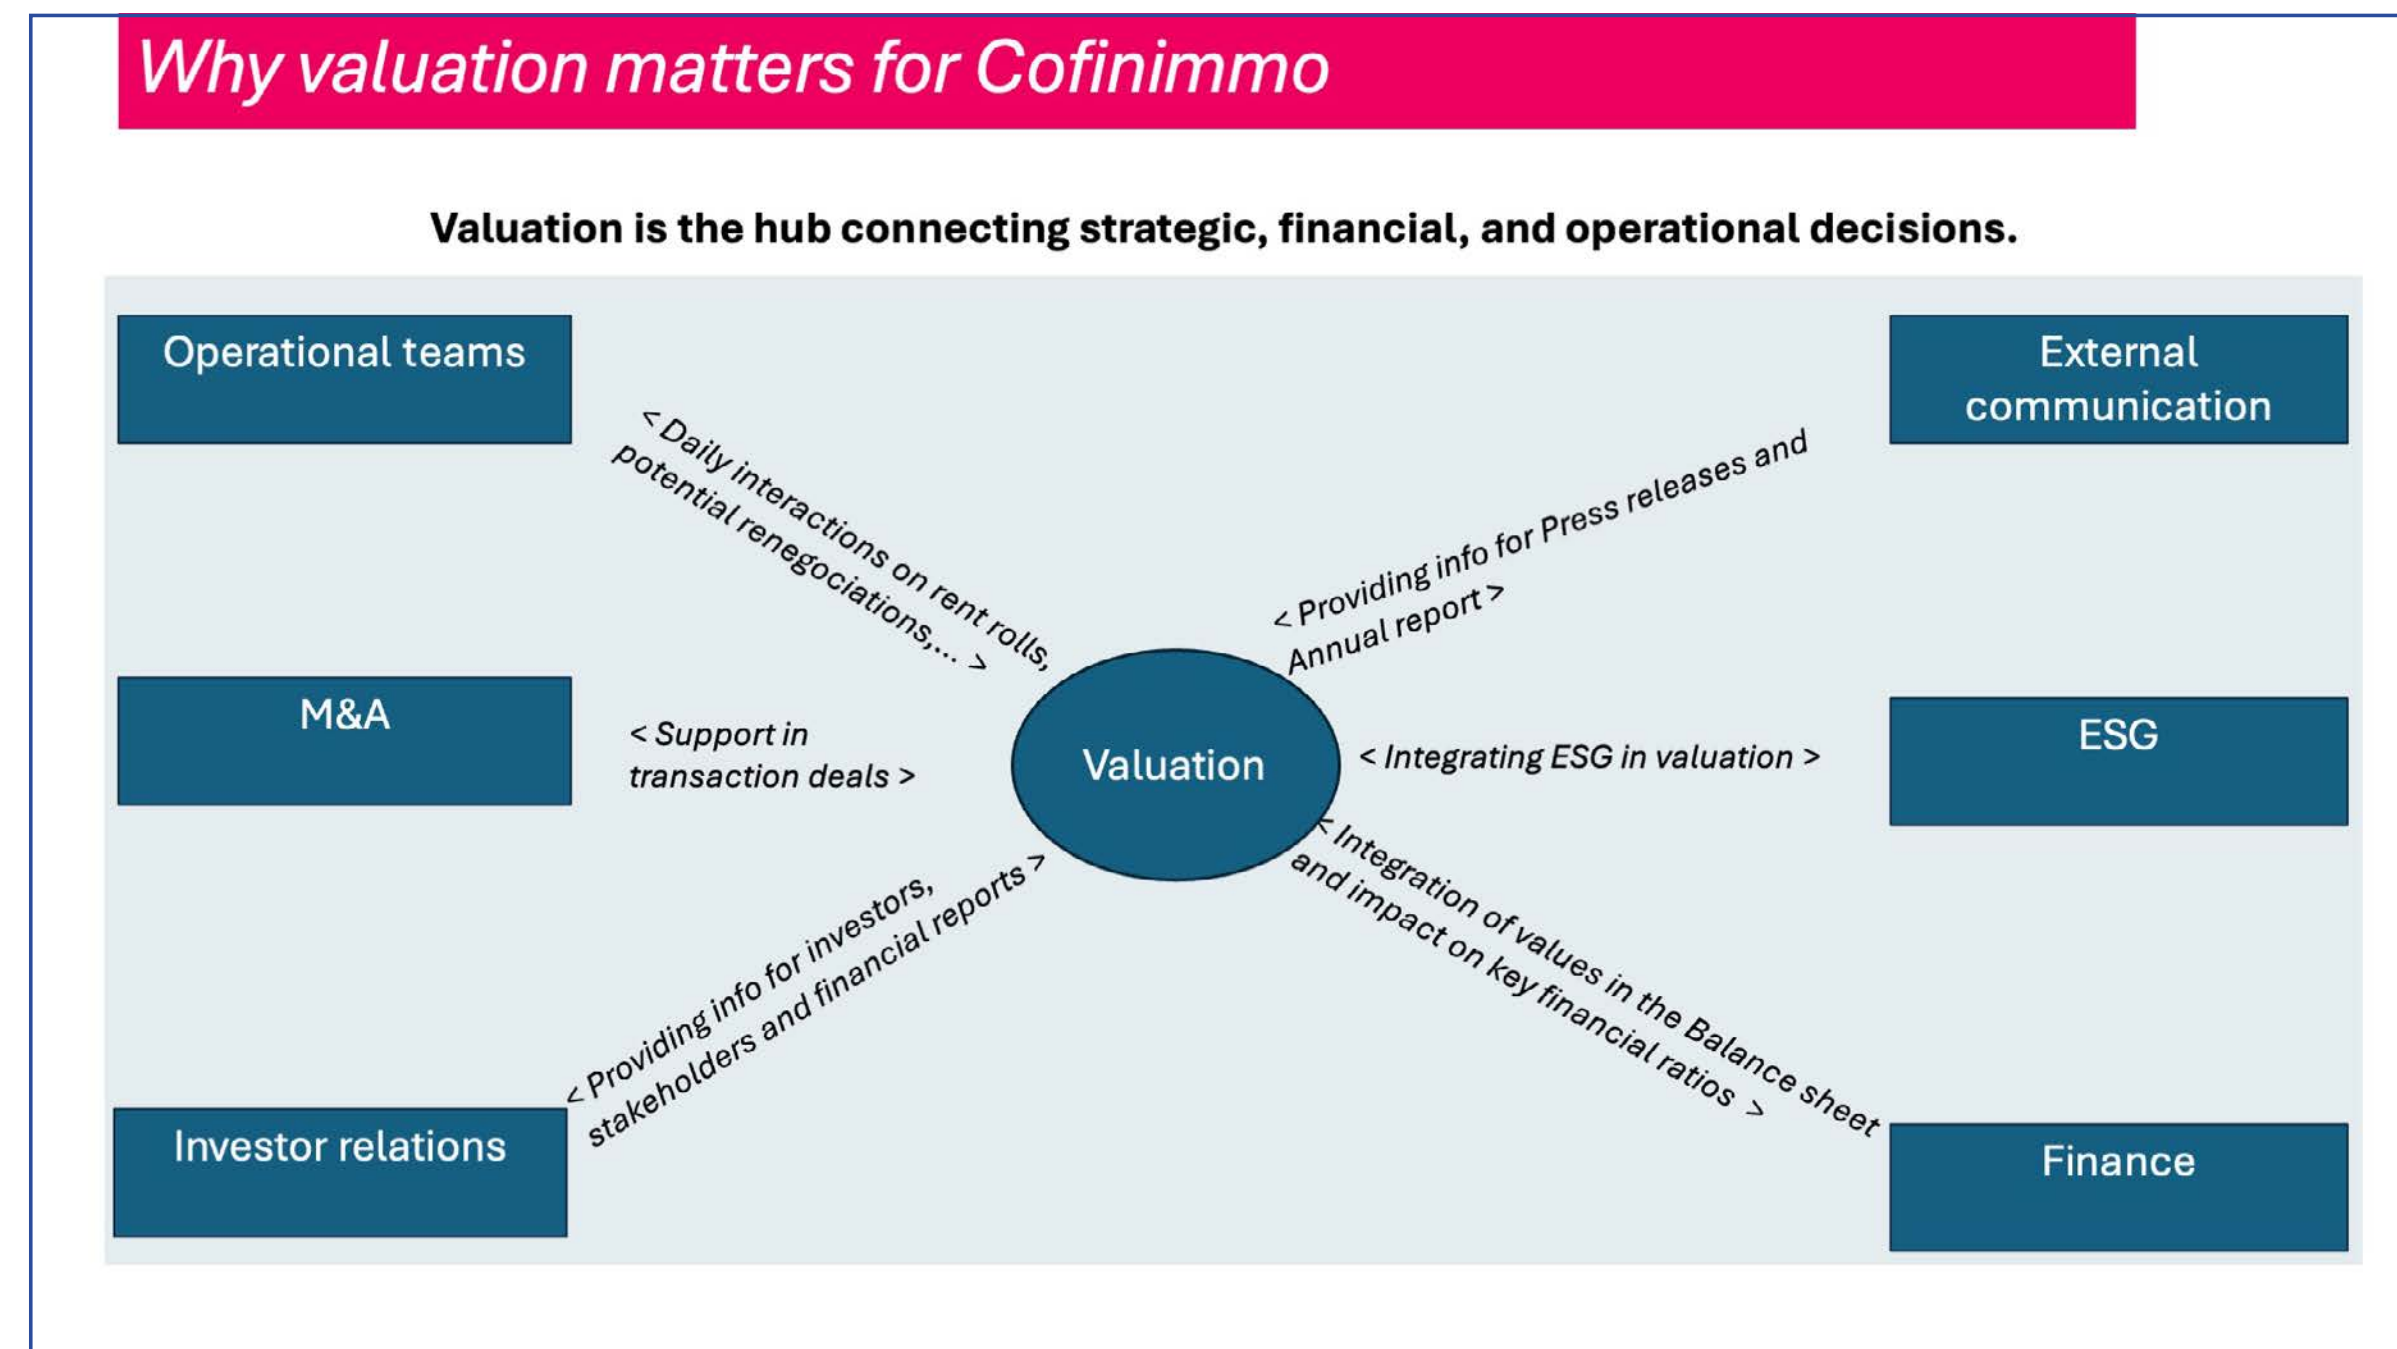 Why valuation matters for Cofinimmo
Valuation is the hub connecting strategic, financial, and operational decisions.
Operational teams
External
communication
< Daily interactions on rent rolls,
potential renegociations,... >
< Providing info for Press releases and
Annual report >
M&A
< Support in
transaction deals >
Valuation
< Integrating ESG in valuation >
ESG
< Providing info for investors,
stakeholders and financial reports >
< Integration of values in the Balance sheet
and impact on key financial ratios >
Investor relations
Finance